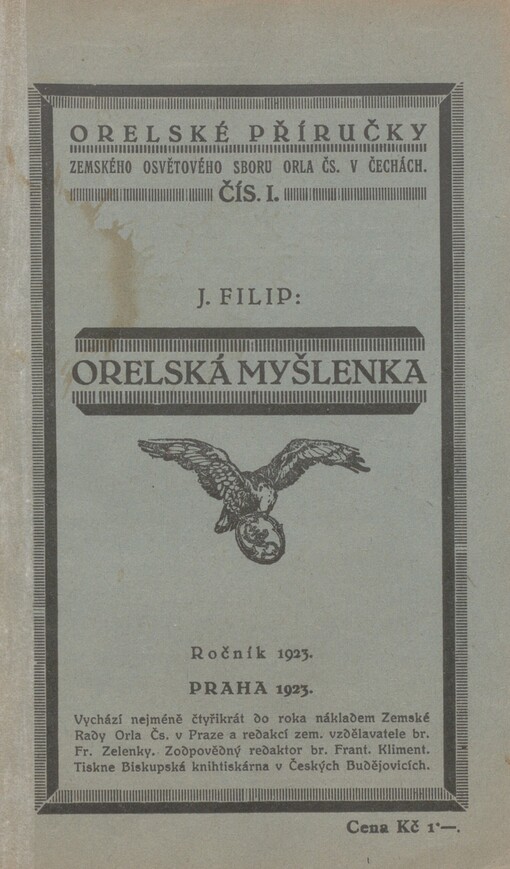 ORELSKÉ PŘÍRUČKY
ZEMSKÉHO OSVĚTOVÉHO SBORU ORLA ČS. V ČECHÁCH.
ČÍS. I.
J. FILIP:
ORELSKÁ MYŠLENKA
Ročník 1923.
PRAHA 1923.
Vychází nejméně čtyřikrát do roka nákladem Zemské
Rady Orla Čs. v Praze a redakcí zem. vzdělavatele br.
Fr. Zelenky. Zodpovědný redaktor br. Frant. Kliment.
Tiskne Biskupská knihtiskárna v Českých Budějovicích.
Cena Kč 1·—.